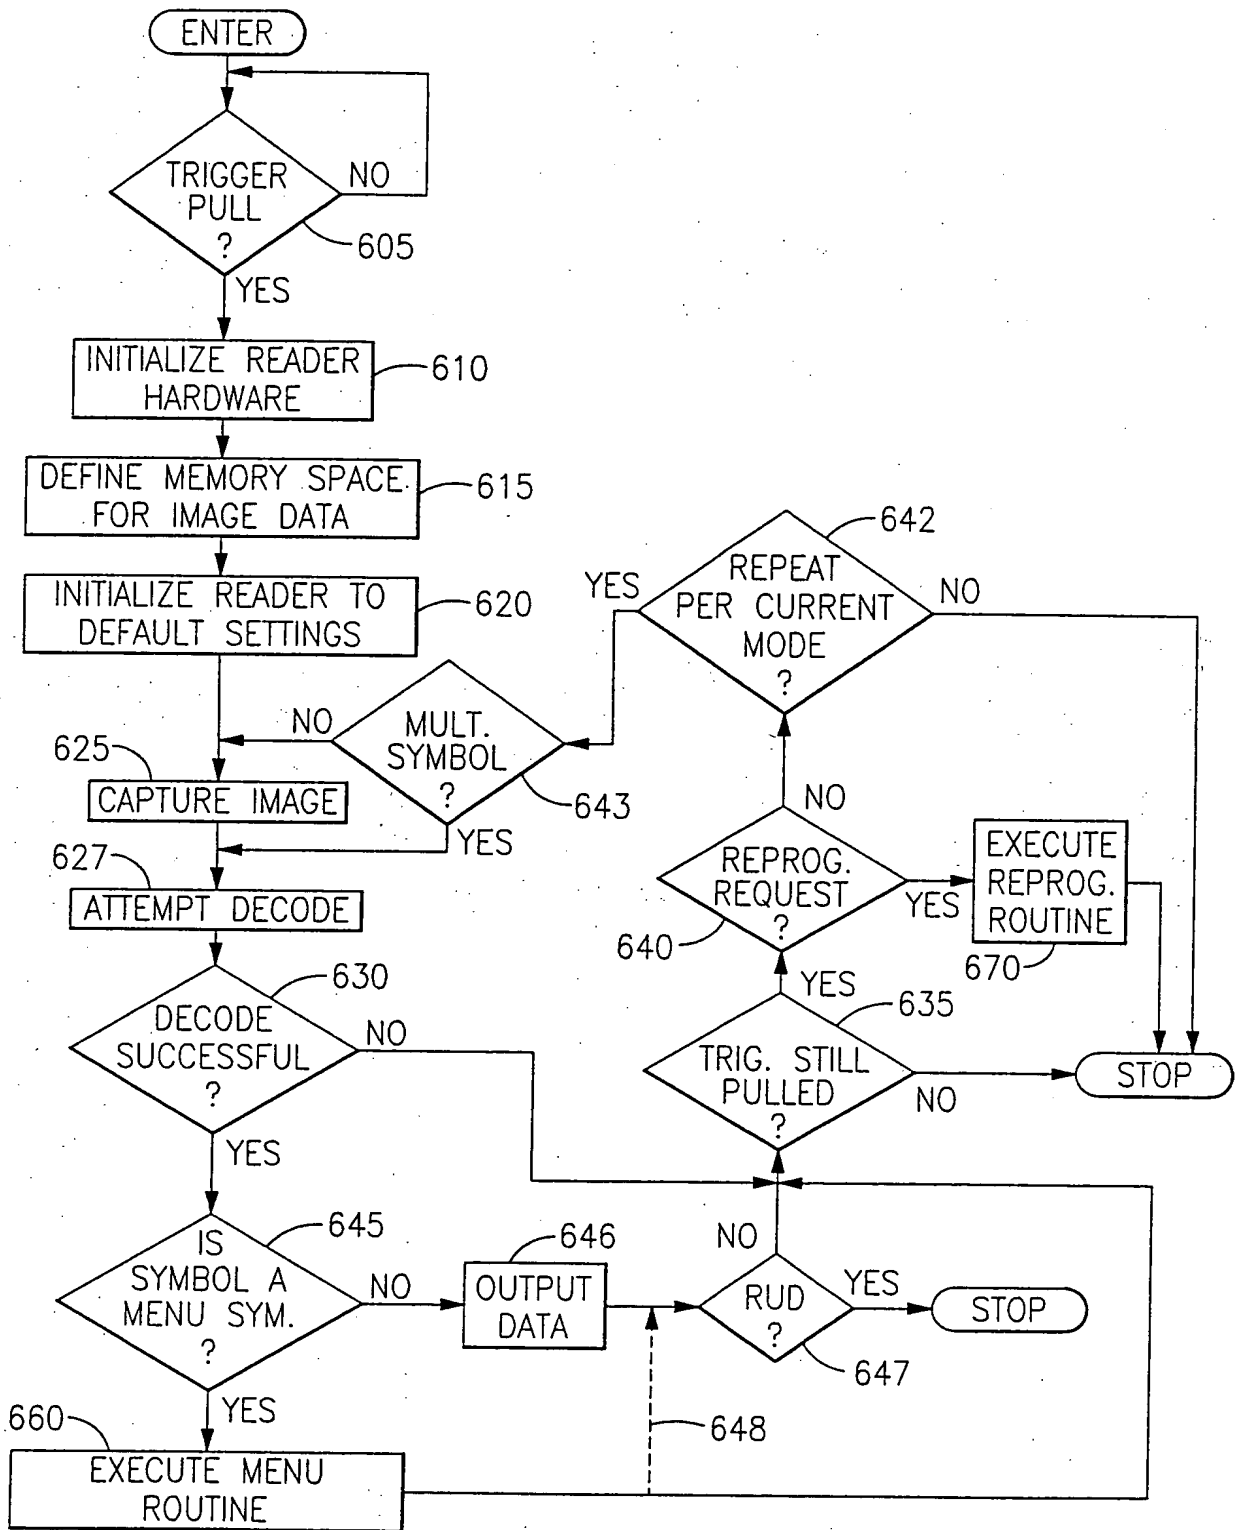 ENTER
TRIGGER
PULL
?
NO
605
YES
INITIALIZE READER
HARDWARE
610
DEFINE MEMORY SPACE
FOR IMAGE DATA
615
INITIALIZE READER TO
DEFAULT SETTINGS
620
642
REPEAT
PER CURRENT
MODE
?
YES
NO
MULT.
SYMBOL
?
NO
643
YES
625
CAPTURE IMAGE
627
ATTEMPT DECODE
NO
REPROG.
REQUEST
?
640
YES
EXECUTE
REPROG.
ROUTINE
670
630
DECODE
SUCCESSFUL
?
NO
YES
YES
635
TRIG. STILL
PULLED
?
NO
STOP
645
IS
SYMBOL A
MENU SYM.
?
NO
646
OUTPUT
DATA
NO
RUD
?
YES
647
STOP
648
YES
660
EXECUTE MENU
ROUTINE